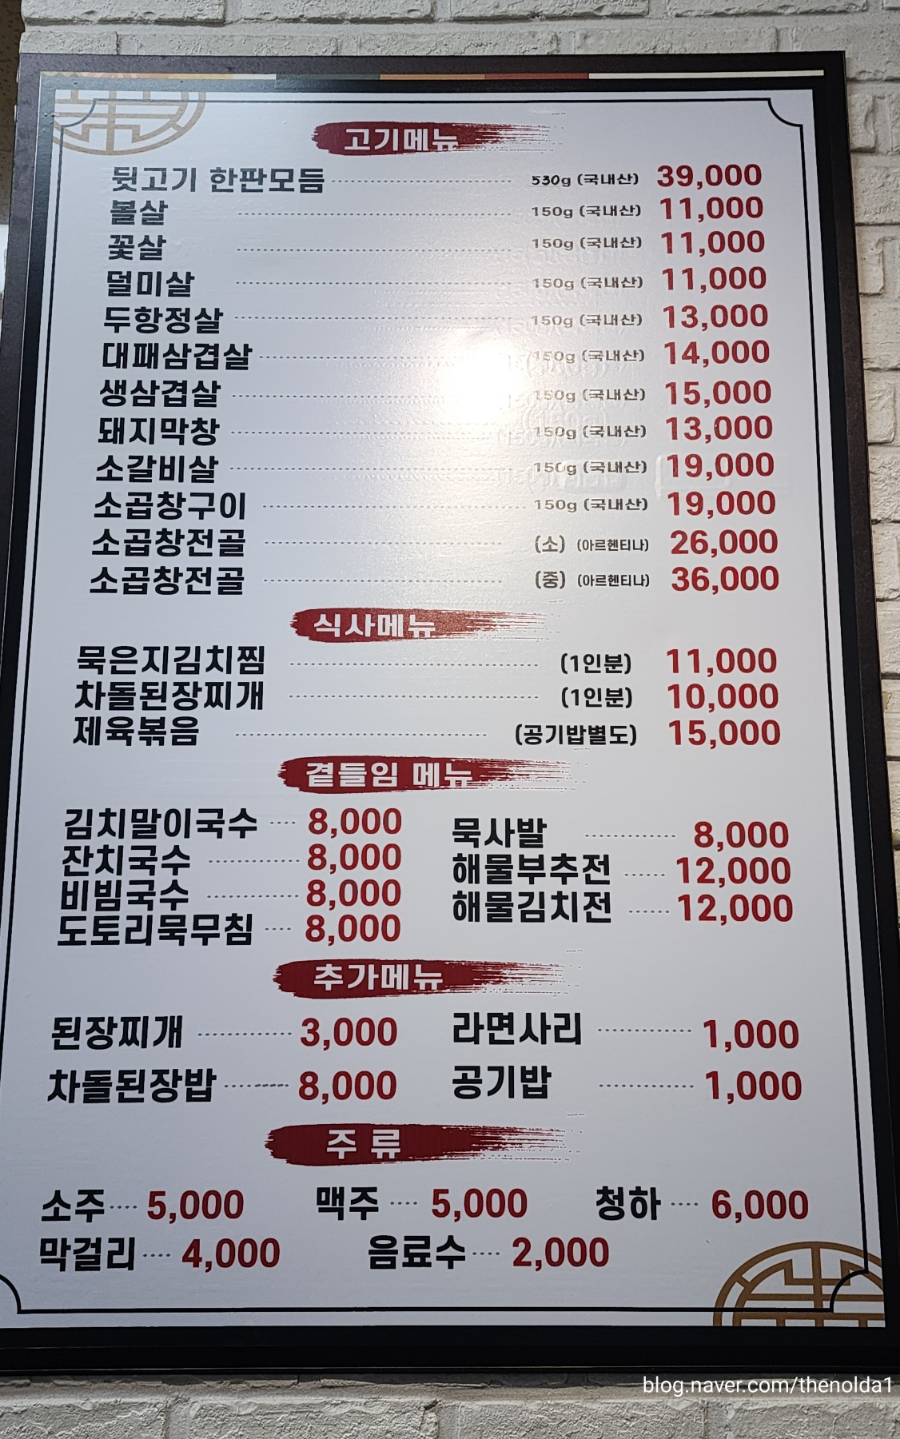 고기메뉴
뒷고기 한판모듬 530g (국내산) 39,000
볼살 150g (국내산) 11,000
꽃살 150g (국내산) 11,000
덜미살 150g (국내산) 11,000
두항정살 150g (국내산) 13,000
대패삼겹살 150g (국내산) 14,000
생삼겹살 150g (국내산) 15,000
돼지막창 150g (국내산) 13,000
소갈비살 150g (국내산) 19,000
소곱창구이 150g (국내산) 19,000
소곱창전골 (소) (아르헨티나) 26,000
소곱창전골 (중) (아르헨티나) 36,000
식사메뉴
묵은지김치찜 (1인분) 11,000
차돌된장찌개 (1인분) 10,000
제육볶음 (공기밥별도) 15,000
곁들임 메뉴
김치말이국수 8,000 묵사발 8,000
잔치국수 8,000 해물부추전 12,000
비빔국수 8,000 해물김치전 12,000
도토리묵무침 8,000
추가메뉴
된장찌개 3,000 라면사리 1,000
차돌된장밥 8,000 공기밥 1,000
주 류
소주 5,000 맥주 5,000 청하 6,000
막걸리 4,000 음료수 2,000
blog.naver.com/thenolda1